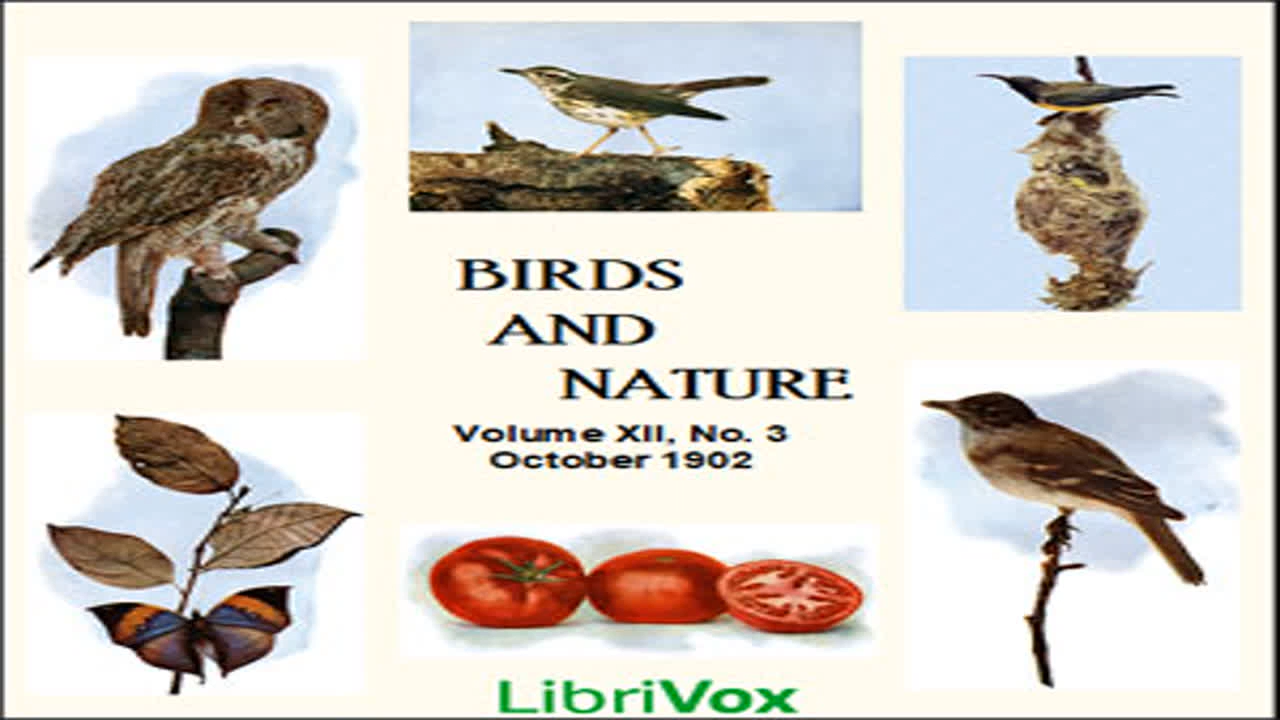 BIRDS
AND
NATURE
Volume XII, No. 3
October 1902
LibriVox